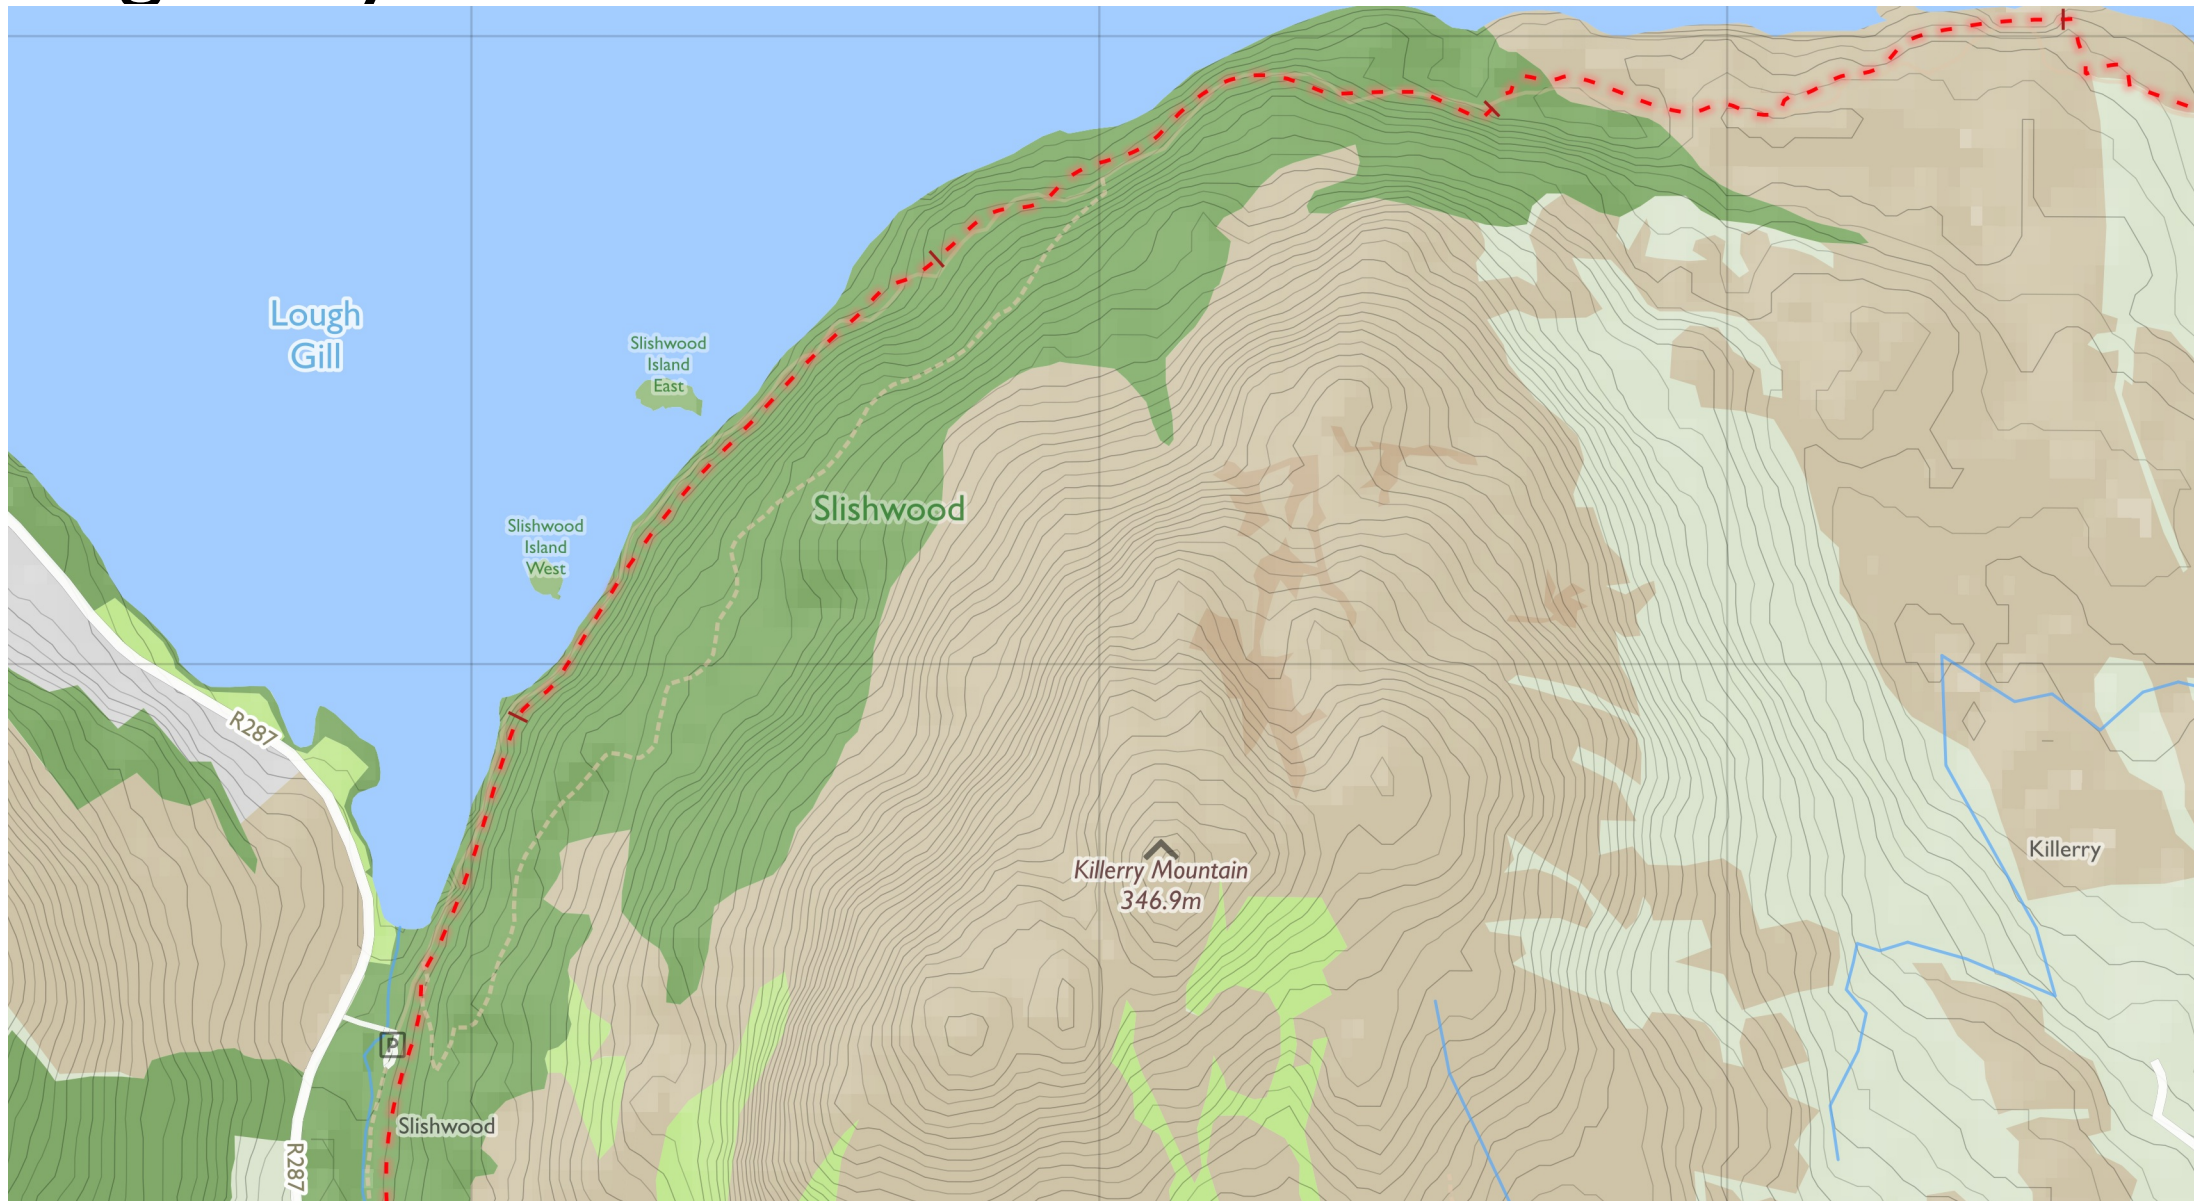 Lough
Gill
Slishwood
Island
East
Slishwood
Slishwood
Island
West
R287
Killerry Mountain
346.9m
Killerry
P
Slishwood
R287